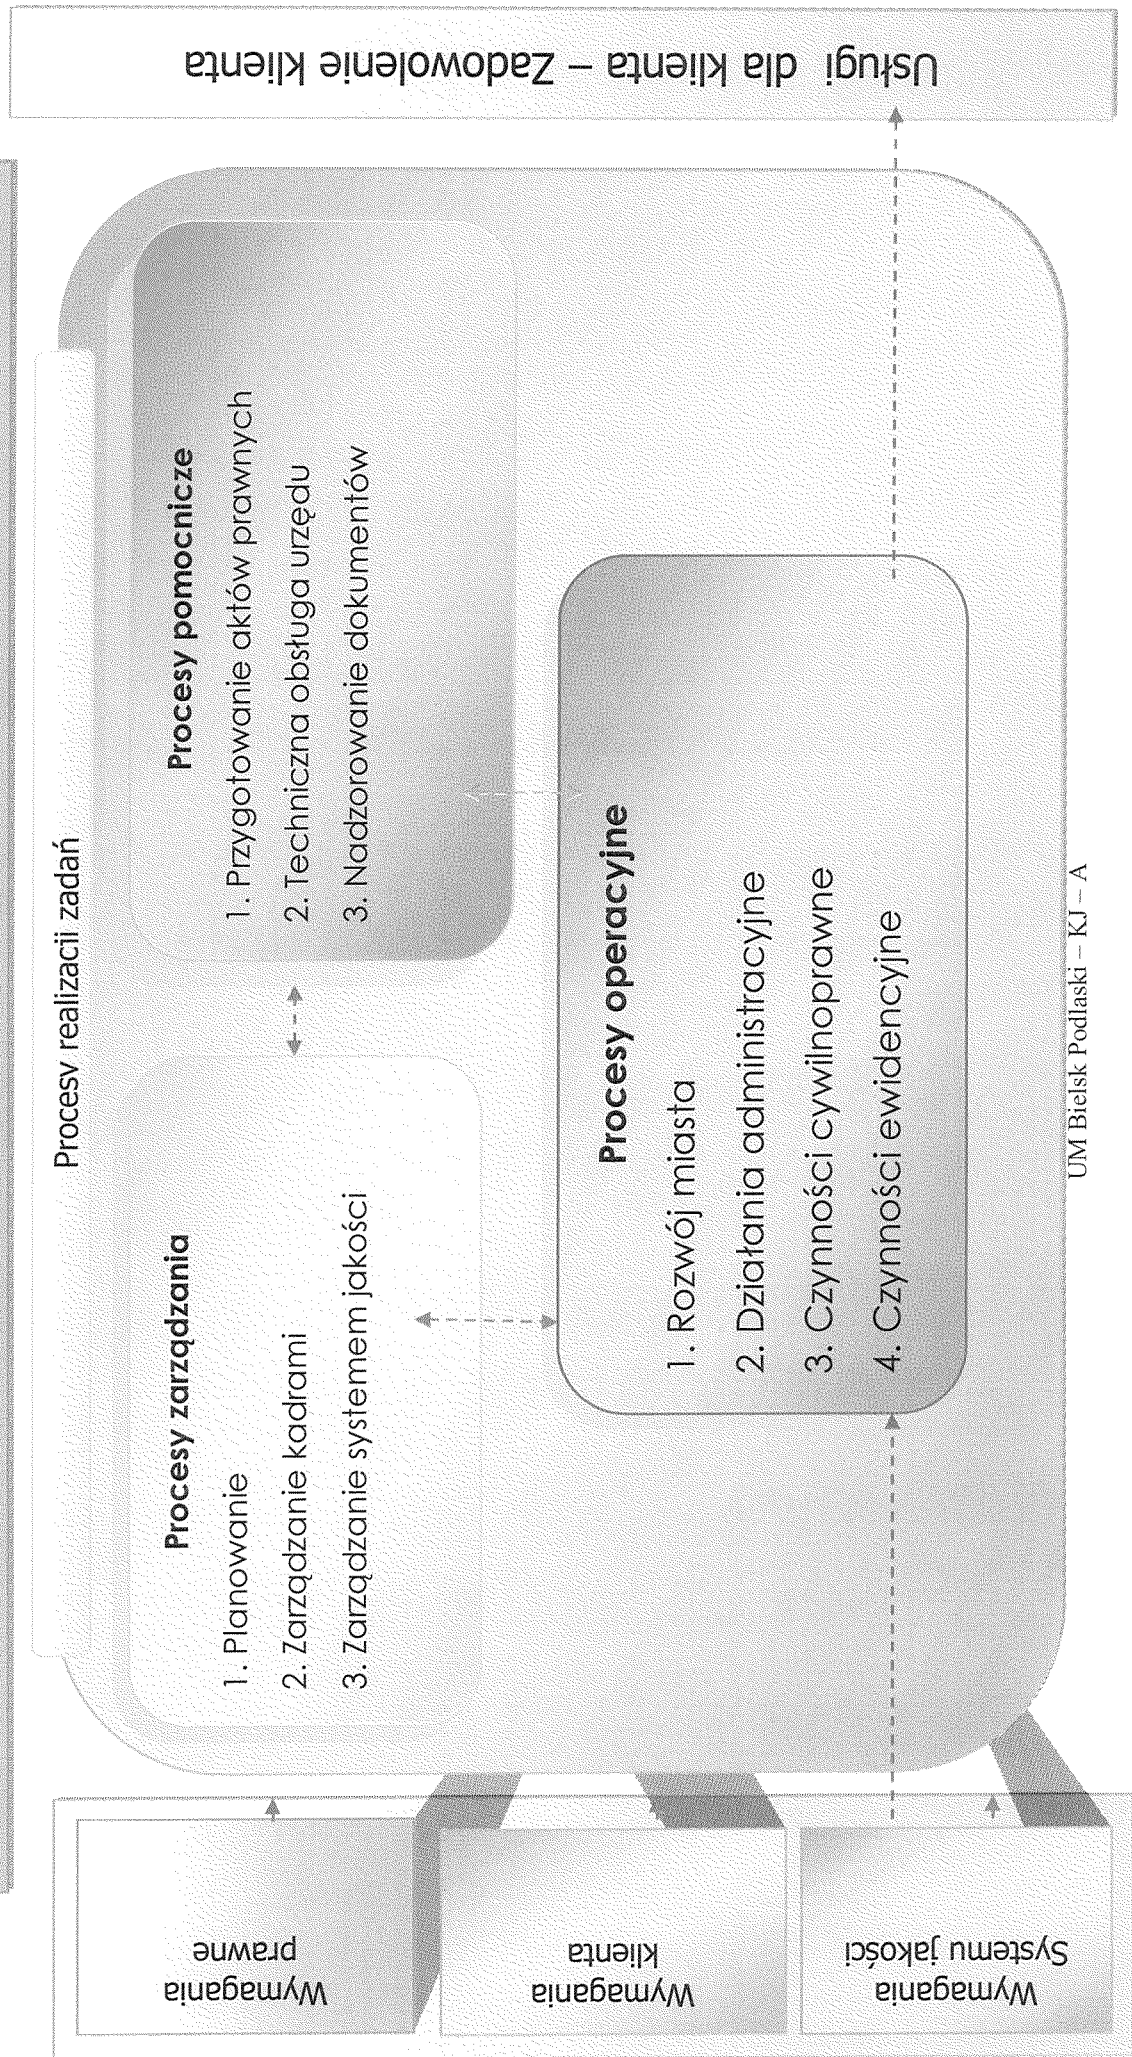 Procesy realizacji zadań
Wymagania
prawne
Wymagania
klienta
Wymagania
Systemu jakości
Procesy zarządzania
1. Planowanie
2. Zarządzanie kadrami
3. Zarządzanie systemem jakości
Procesy pomocnicze
1. Przygotowanie aktów prawnych
2. Techniczna obsługa urzędu
3. Nadzorowanie dokumentów
Procesy operacyjne
1. Rozwój miasta
2. Działania administracyjne
3. Czynności cywilnoprawne
4. Czynności ewidencyjne
Usługi dla klienta – Zadowolenie klienta
UM Bielsk Podlaski – KJ – A